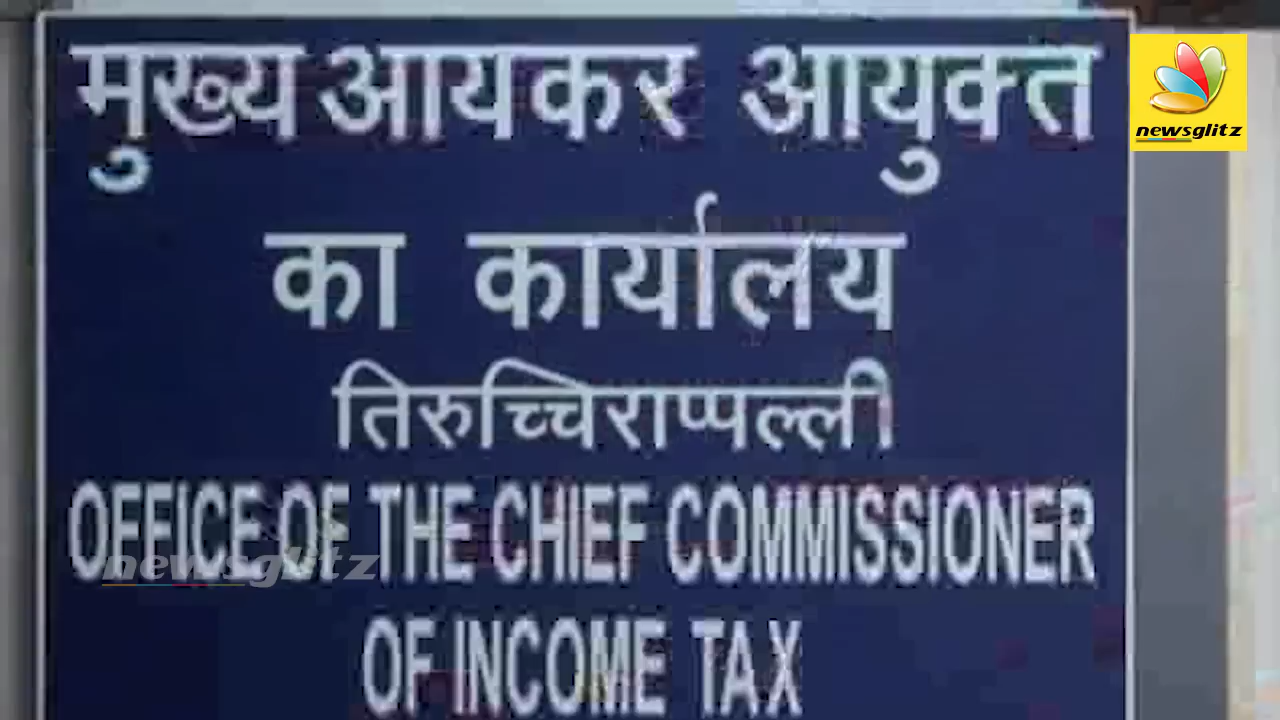 मुख्य आयकर आयुक्त
का कार्यालय
तिरुच्चिराप्पल्ली
OFFICE OF THE CHIEF COMMISSIONER
OF INCOME TAX
newsglitz
newsglitz